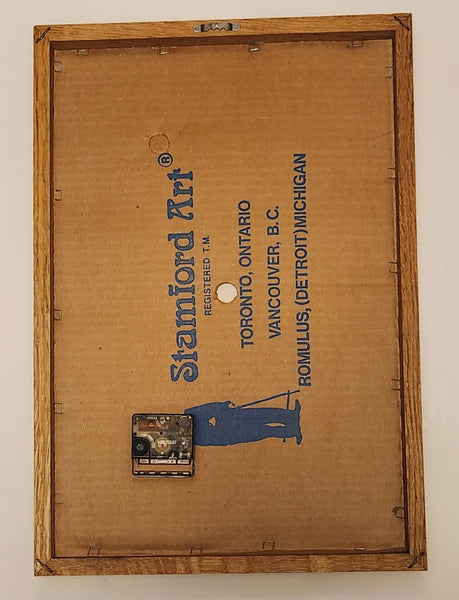 Stamford Art ®
REGISTERED T.M.
TORONTO, ONTARIO
VANCOUVER, B.C.
ROMULUS, (DETROIT) MICHIGAN